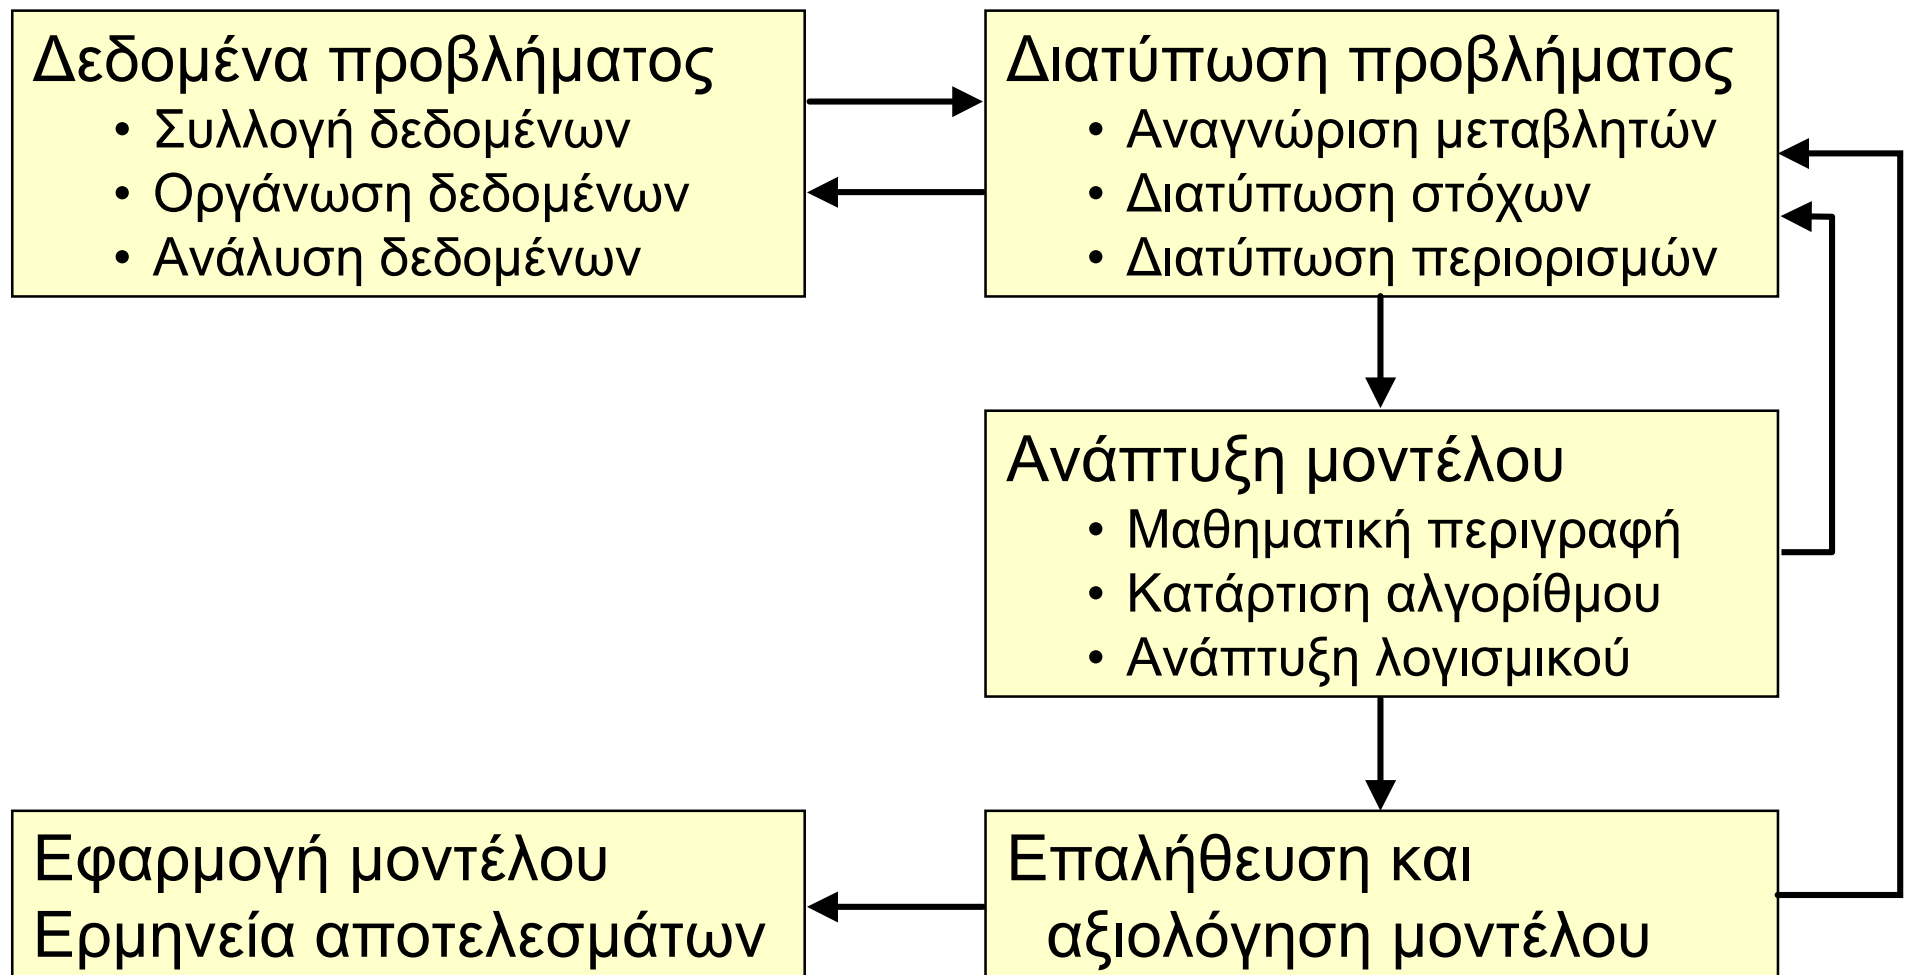 Δεδομένα προβλήματος
• Συλλογή δεδομένων
• Οργάνωση δεδομένων
• Ανάλυση δεδομένων
Διατύπωση προβλήματος
• Αναγνώριση μεταβλητών
• Διατύπωση στόχων
• Διατύπωση περιορισμών
Ανάπτυξη μοντέλου
• Μαθηματική περιγραφή
• Κατάρτιση αλγορίθμου
• Ανάπτυξη λογισμικού
Επαλήθευση και
αξιολόγηση μοντέλου
Εφαρμογή μοντέλου
Ερμηνεία αποτελεσμάτων